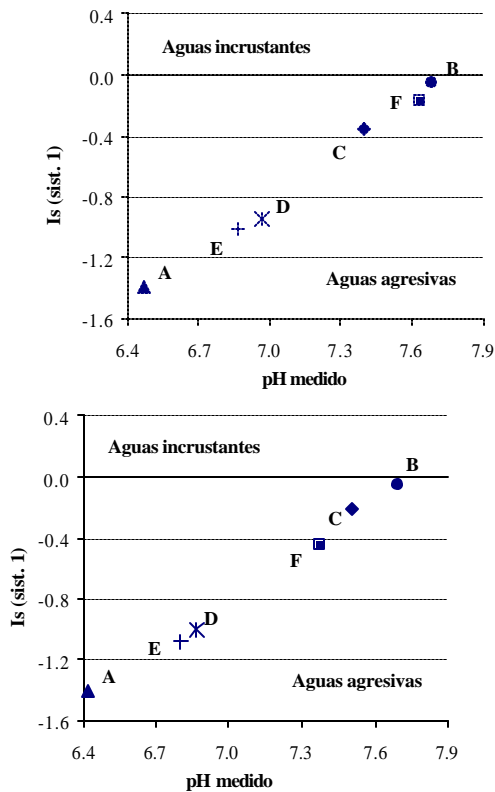 0.4
Aguas incrustantes
B
0.0
F
-0.4
C
Is (sist. 1)
-0.8
D
E
-1.2
A
Aguas agresivas
-1.6
6.4 6.7 7.0 7.3 7.6 7.9
pH medido
0.4
Aguas incrustantes
B
0.0
C
-0.4
F
Is (sist. 1)
-0.8
D
E
-1.2
A
Aguas agresivas
-1.6
6.4 6.7 7.0 7.3 7.6 7.9
pH medido